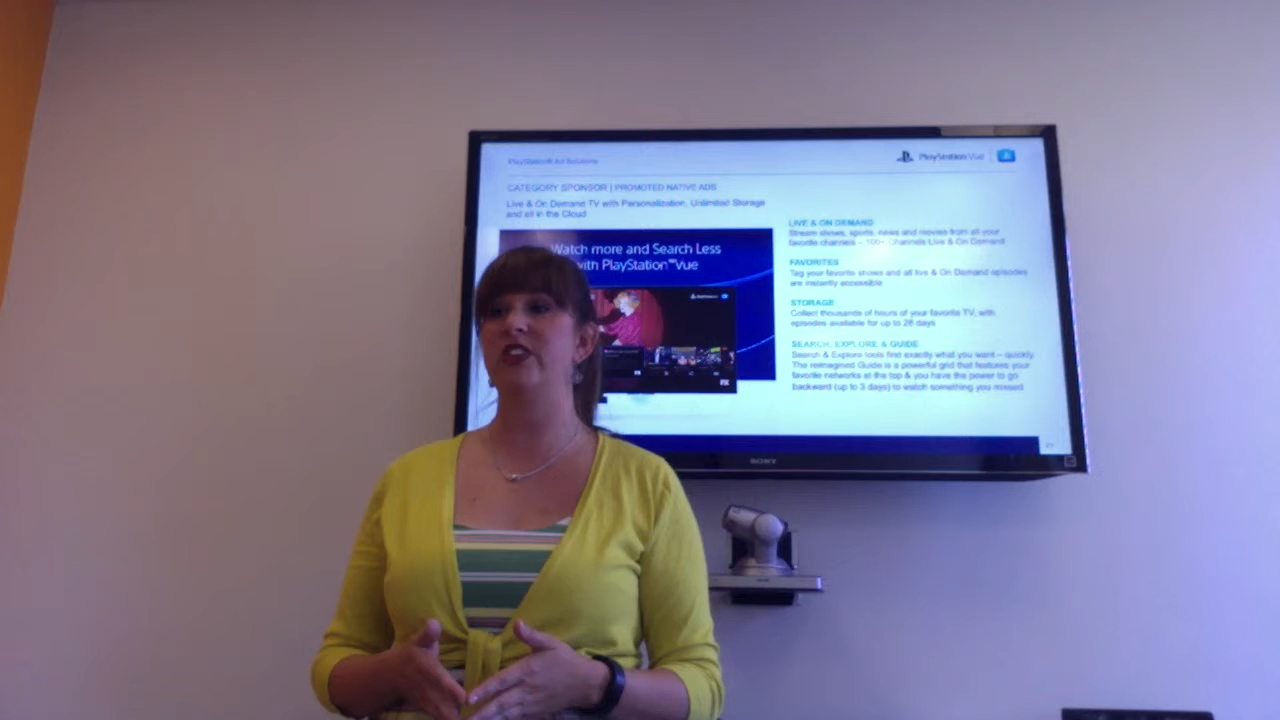 PlayStation® Ad Solutions
PlayStation Vue
CATEGORY SPONSOR | PROMOTED NATIVE ADS
Live & On Demand TV with Personalization, Unlimited Storage
and all in the Cloud
Watch more and Search Less
with PlayStation™Vue
FX
LIVE & ON DEMAND
Stream shows, sports, news and movies from all your
favorite channels – 100+ Channels Live & On Demand
FAVORITES
Tag your favorite shows and all live & On Demand episodes
are instantly accessible
STORAGE
Collect thousands of hours of your favorite TV, with
episodes available for up to 28 days
SEARCH, EXPLORE & GUIDE
Search & Explore tools find exactly what you want – quickly.
The reimagined Guide is a powerful grid that features your
favorite networks at the top & you have the power to go
backward (up to 3 days) to watch something you missed
SONY